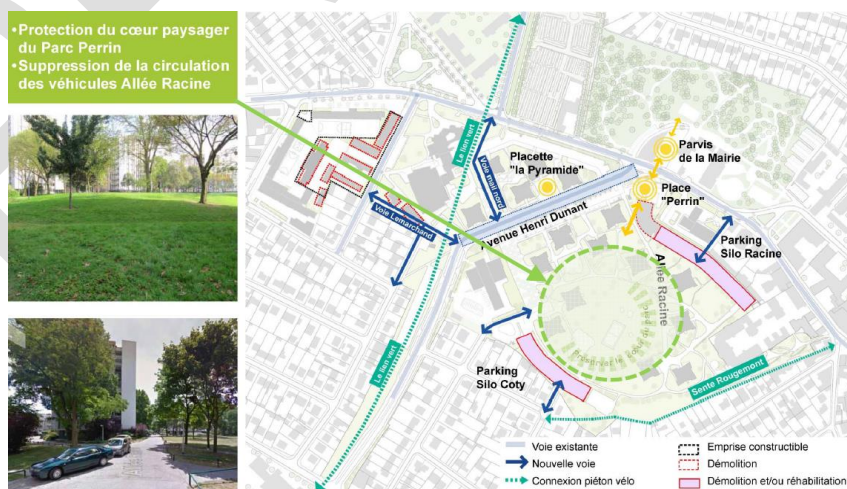 •Protection du cœur paysager
du Parc Perrin
•Suppression de la circulation
des véhicules Allée Racine
Le lien vert
Voie mail nord
Placette
"la Pyramide"
Parvis
de la Mairie
Place
"Perrin"
Voie Lemarchand
Avenue Henri Dunant
Parking
Silo Racine
Allée Racine
Le lien vert
Parking
Silo Coty
Sente Rougemont
Voie existante
Nouvelle voie
Connexion piéton vélo
Emprise constructible
Démolition
Démolition et/ou réhabilitation